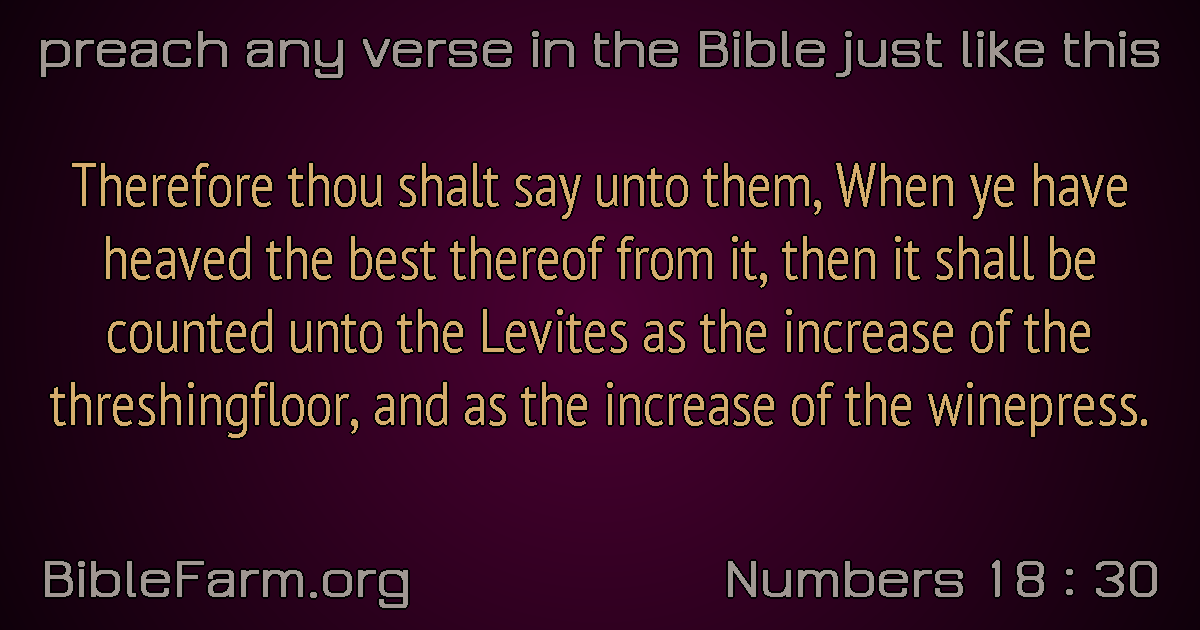 preach any verse in the Bible just like this
Therefore thou shalt say unto them, When ye have
heaved the best thereof from it, then it shall be
counted unto the Levites as the increase of the
threshingfloor, and as the increase of the winepress.
BibleFarm.org
Numbers 18 : 30